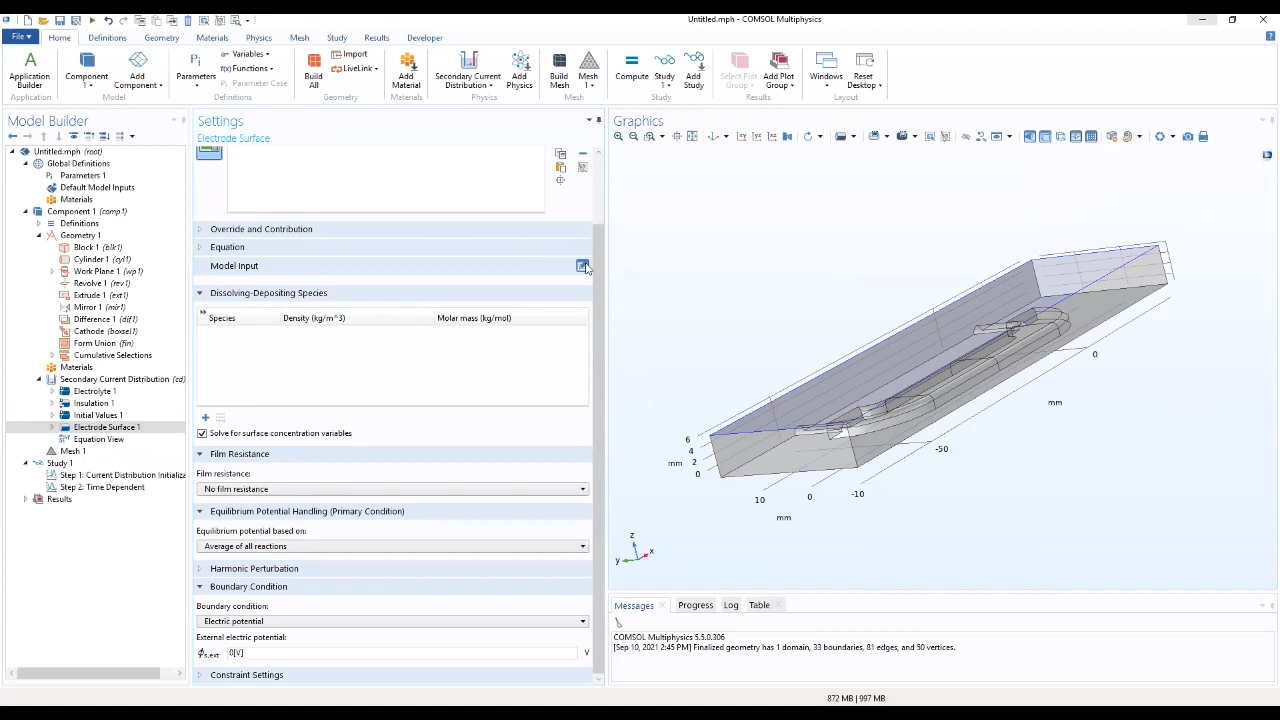 Untitled.mph - COMSOL Multiphysics
File Home Definitions Geometry Materials Physics Mesh Study Results Developer
Application Builder
Application
Component 1
Add Component
Model
Parameters 1
Variables
Functions
Parameter Case
Definitions
Build All
Import
LiveLink
Geometry
Add Material
Materials
Secondary Current Distribution
Add Physics
Physics
Build Mesh
Mesh 1
Mesh
Compute
Study 1
Add Study
Study
Select Plot Group
Add Plot Group
Results
Windows
Reset Desktop
Layout
Model Builder
Untitled.mph (root)
Global Definitions
Parameters 1
Default Model Inputs
Materials
Component 1 (comp1)
Definitions
Geometry 1
Block 1 (blk1)
Cylinder 1 (cyl1)
Work Plane 1 (wp1)
Revolve 1 (rev1)
Extrude 1 (ext1)
Mirror 1 (mir1)
Difference 1 (dif1)
Cathode (boxsel1)
Form Union (fin)
Cumulative Selections
Materials
Secondary Current Distribution (cd)
Electrolyte 1
Insulation 1
Initial Values 1
Electrode Surface 1
Equation View
Mesh 1
Study 1
Step 1: Current Distribution Initializa
Step 2: Time Dependent
Results
Settings
Electrode Surface
Override and Contribution
Equation
Model Input
Dissolving-Depositing Species
Species Density (kg/m^3) Molar mass (kg/mol)
Solve for surface concentration variables
Film Resistance
Film resistance:
No film resistance
Equilibrium Potential Handling (Primary Condition)
Equilibrium potential based on:
Average of all reactions
Harmonic Perturbation
Boundary Condition
Boundary condition:
Electric potential
External electric potential:
ϕs,ext 0[V] V
Constraint Settings
Graphics
xy yz xz
0
mm
-50
6
4
mm 2
0
10 0 -10
mm
z
y x
Messages Progress Log Table
COMSOL Multiphysics 5.5.0.306
[Sep 10, 2021 2:45 PM] Finalized geometry has 1 domain, 33 boundaries, 81 edges, and 50 vertices.
872 MB | 997 MB